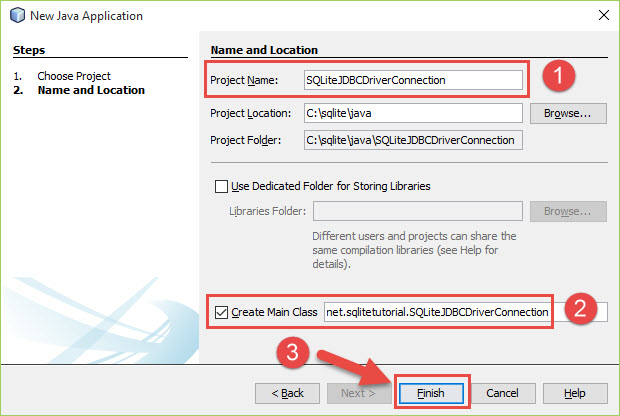 New Java Application
Steps
1. Choose Project
2. Name and Location
Name and Location
Project Name: SQLiteJDBCDriverConnection
1
Project Location: C:\sqlite\java Browse...
Project Folder: C:\sqlite\java\SQLiteJDBCDriverConnection
Use Dedicated Folder for Storing Libraries
Libraries Folder: Browse...
Different users and projects can share the
same compilation libraries (see Help for
details).
Create Main Class net.sqlitetutorial.SQLiteJDBCDriverConnection
2
3
< Back Next > Finish Cancel Help